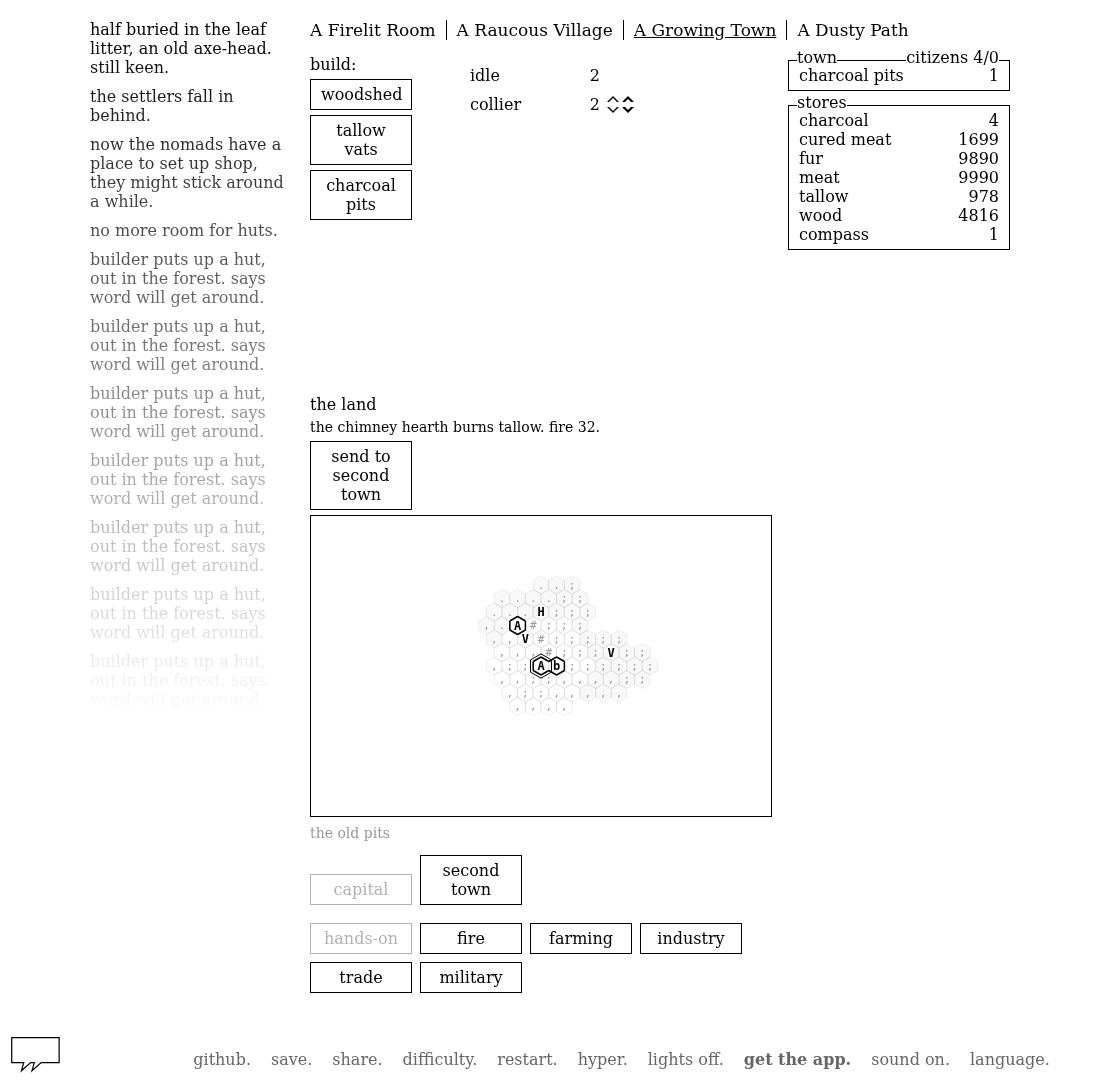 half buried in the leaf
litter, an old axe-head.
still keen.
the settlers fall in
behind.
now the nomads have a
place to set up shop,
they might stick around
a while.
no more room for huts.
builder puts up a hut,
out in the forest. says
word will get around.
builder puts up a hut,
out in the forest. says
word will get around.
builder puts up a hut,
out in the forest. says
word will get around.
builder puts up a hut,
out in the forest. says
word will get around.
builder puts up a hut,
out in the forest. says
word will get around.
builder puts up a hut,
out in the forest. says
word will get around.
builder puts up a hut,
out in the forest. says
word will get around.
A Firelit Room
A Raucous Village
A Growing Town
A Dusty Path
build:
woodshed
tallow
vats
charcoal
pits
idle 2
collier 2
town citizens 4/0
charcoal pits 1
stores
charcoal 4
cured meat 1699
fur 9890
meat 9990
tallow 978
wood 4816
compass 1
the land
the chimney hearth burns tallow. fire 32.
send to
second
town
H
A #
V #
# V
A b
the old pits
capital
second
town
hands-on fire farming industry
trade military
github. save. share. difficulty. restart. hyper. lights off. get the app. sound on. language.